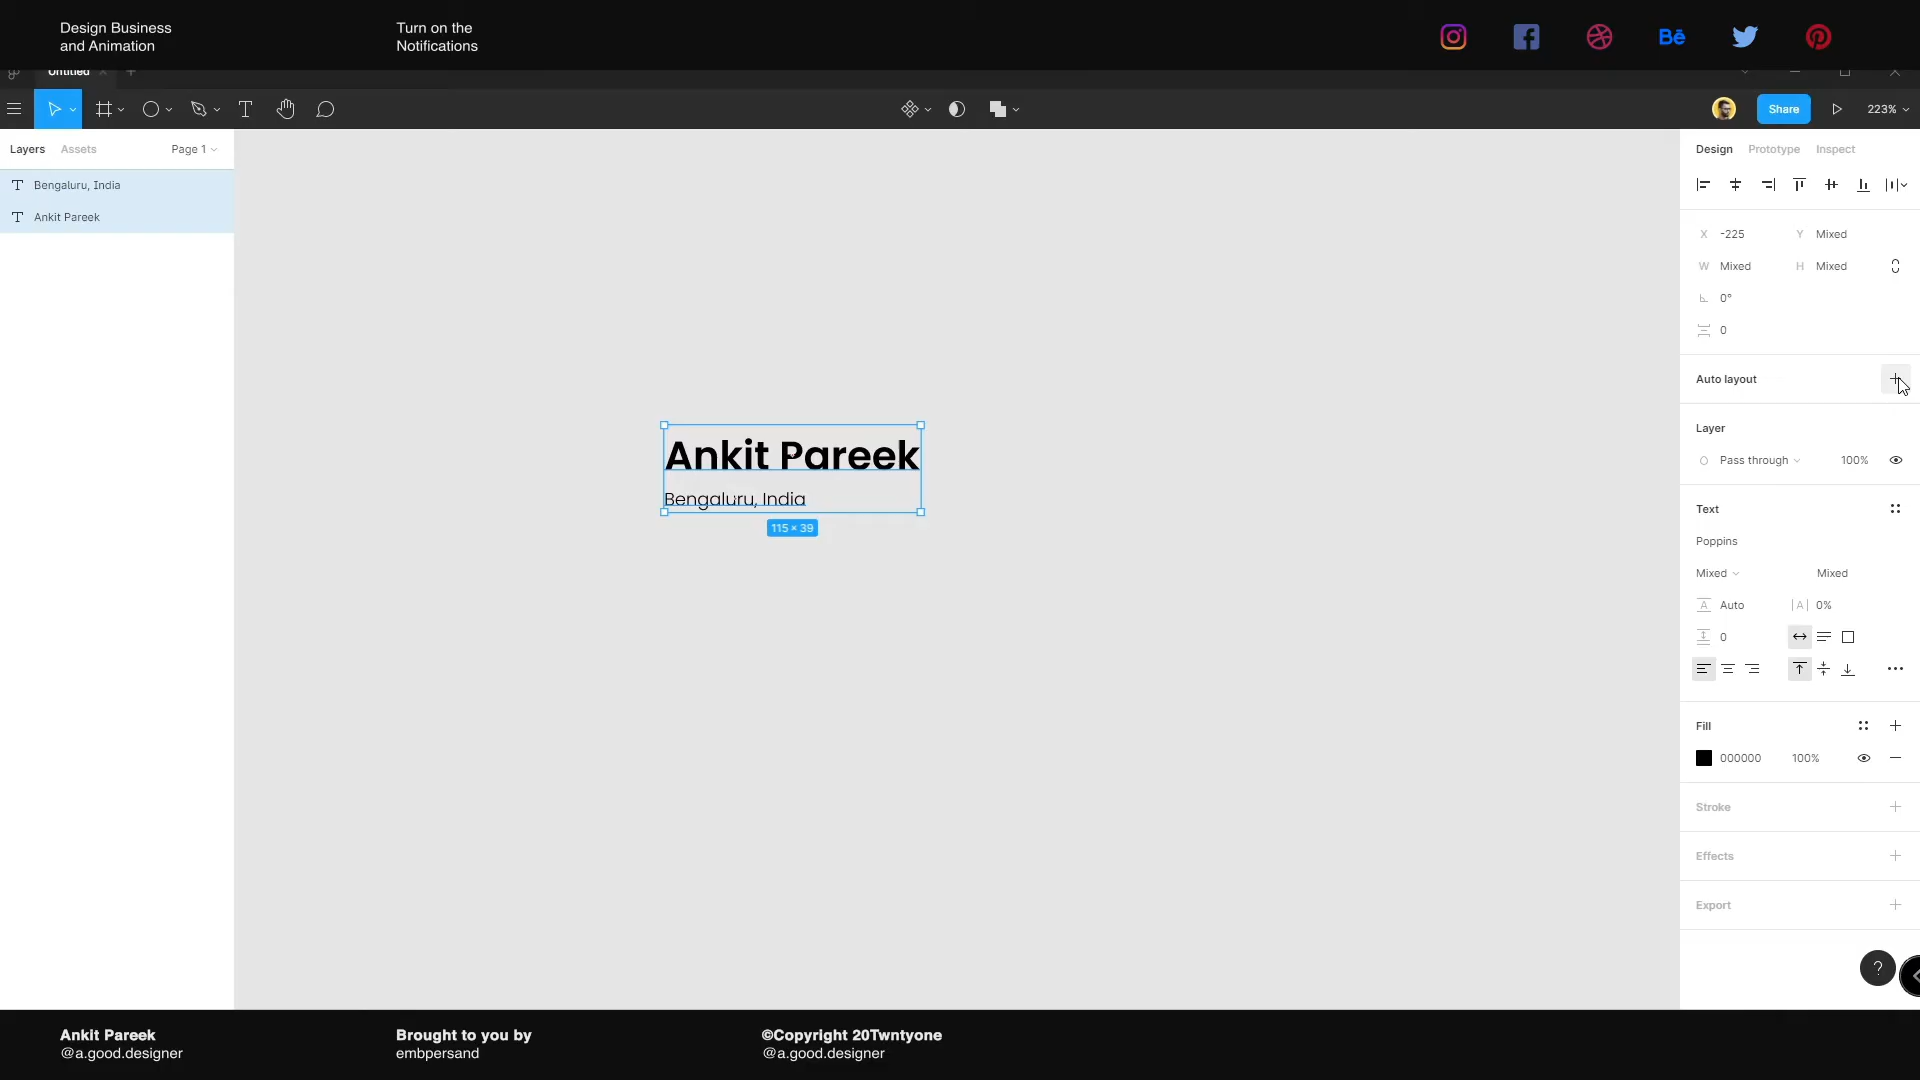 Design Business
and Animation
Turn on the
Notifications
Bē
Untitled
Share
223%
Layers
Assets
Page 1
Bengaluru, India
Ankit Pareek
Ankit Pareek
Bengaluru, India
115 × 39
Design
Prototype
Inspect
X
-225
Y
Mixed
W
Mixed
H
Mixed
0°
0
Auto layout
Layer
Pass through
100%
Text
Poppins
Mixed
Mixed
A
Auto
|A|
0%
0
Fill
000000
100%
Stroke
Effects
Export
?
Ankit Pareek
@a.good.designer
Brought to you by
embpersand
©Copyright 20Twntyone
@a.good.designer